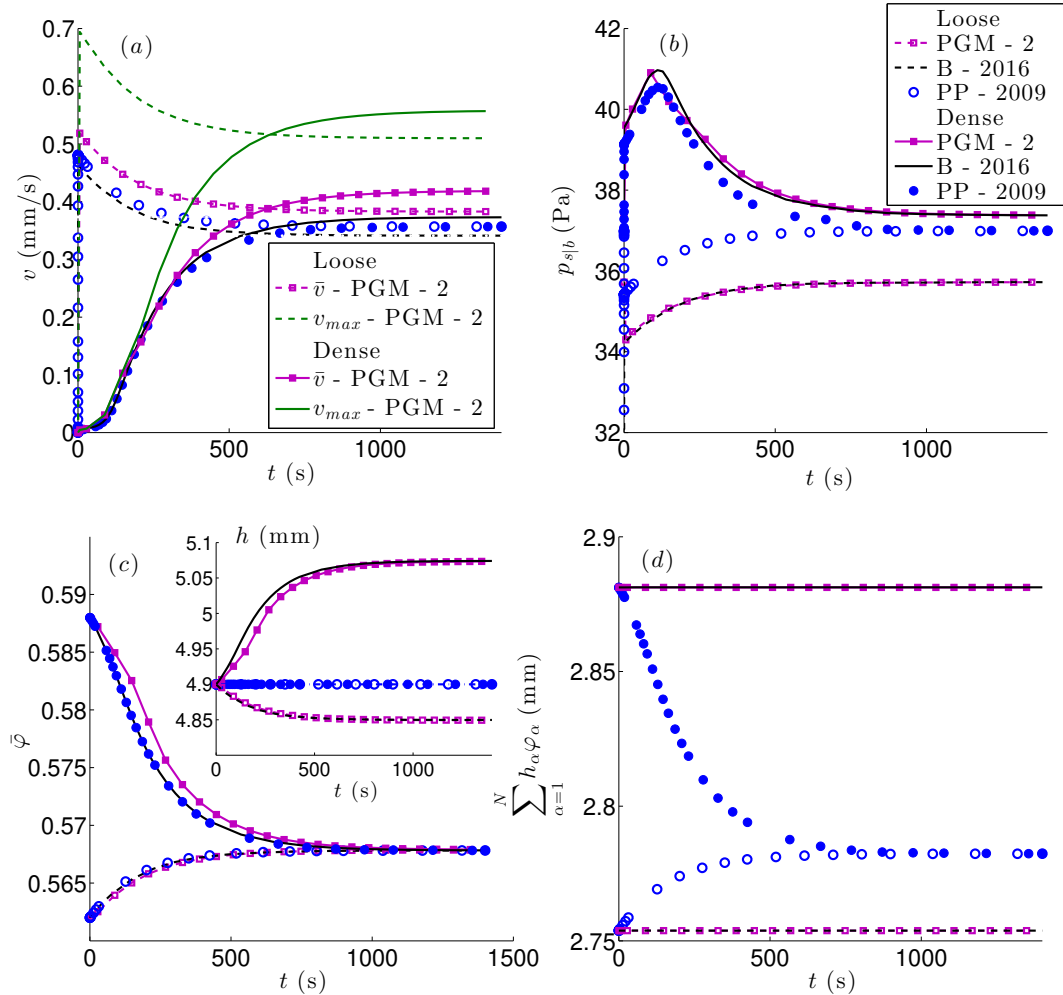 (a)
v (mm/s)
0.7
0.6
0.5
0.4
0.3
0.2
0.1
0
0 500 1000
t (s)
Loose
v̄ - PGM - 2
v_max - PGM - 2
Dense
v̄ - PGM - 2
v_max - PGM - 2
(b)
p_s|b (Pa)
42
40
38
36
34
32
0 500 1000
t (s)
Loose
PGM - 2
B - 2016
PP - 2009
Dense
PGM - 2
B - 2016
PP - 2009
(c)
φ̄
0.59
0.585
0.58
0.575
0.57
0.565
0 500 1000 1500
t (s)
h (mm)
5.1
5.05
5
4.95
4.9
4.85
0 500 1000
t (s)
(d)
∑_{α=1}^{N} h_α φ_α (mm)
2.9
2.85
2.8
2.75
0 500 1000
t (s)